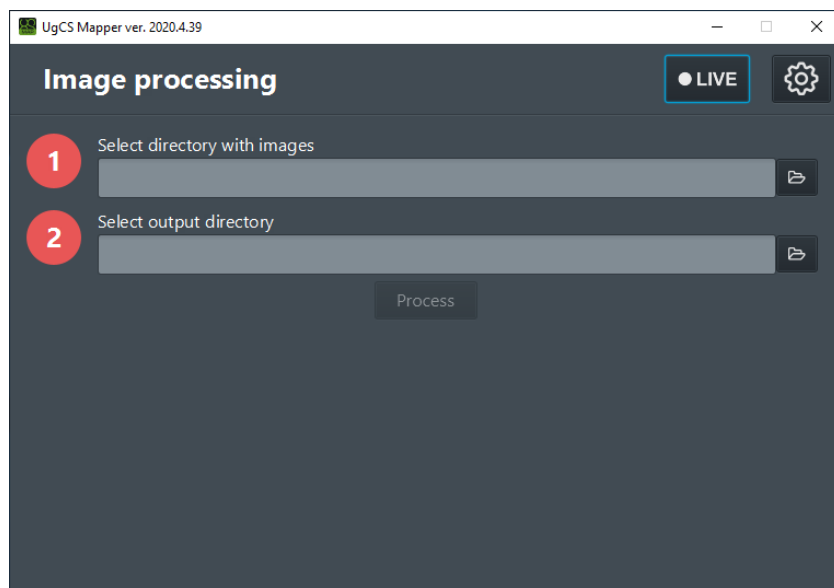 UgCS Mapper ver. 2020.4.39
Image processing
LIVE
1
Select directory with images
2
Select output directory
Process